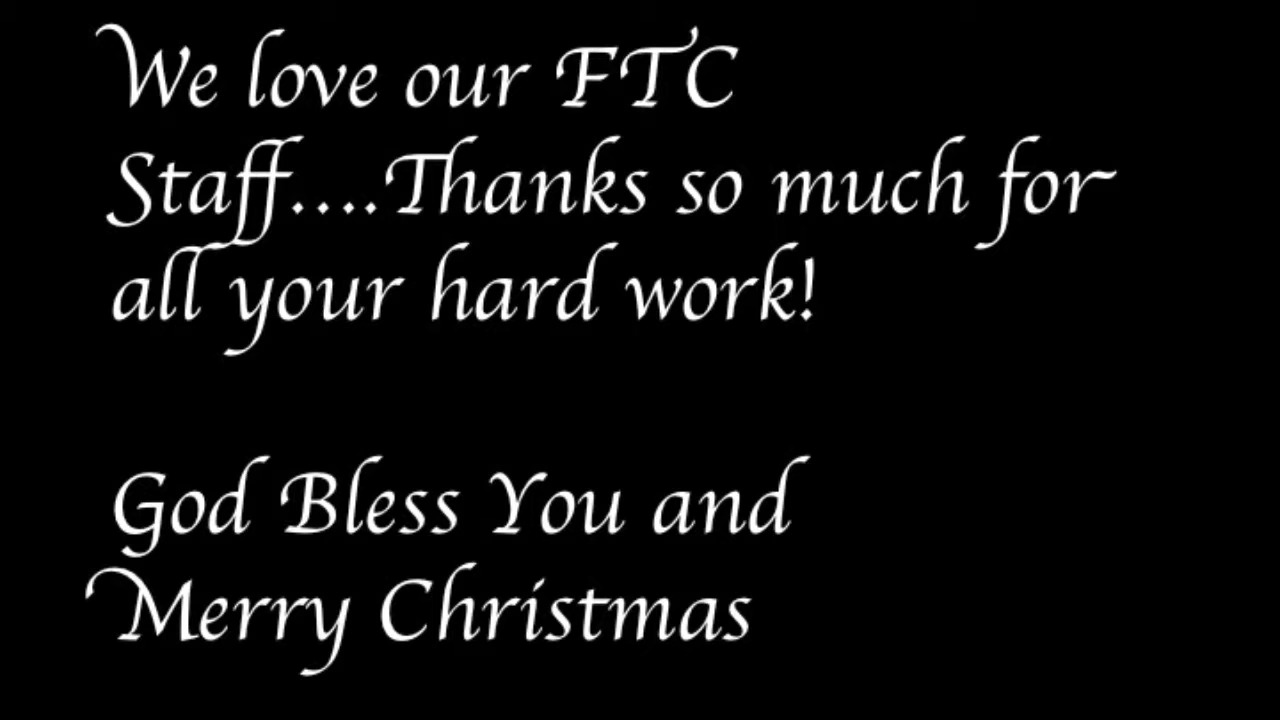 We love our FTC
Staff....Thanks so much for
all your hard work!
God Bless You and
Merry Christmas